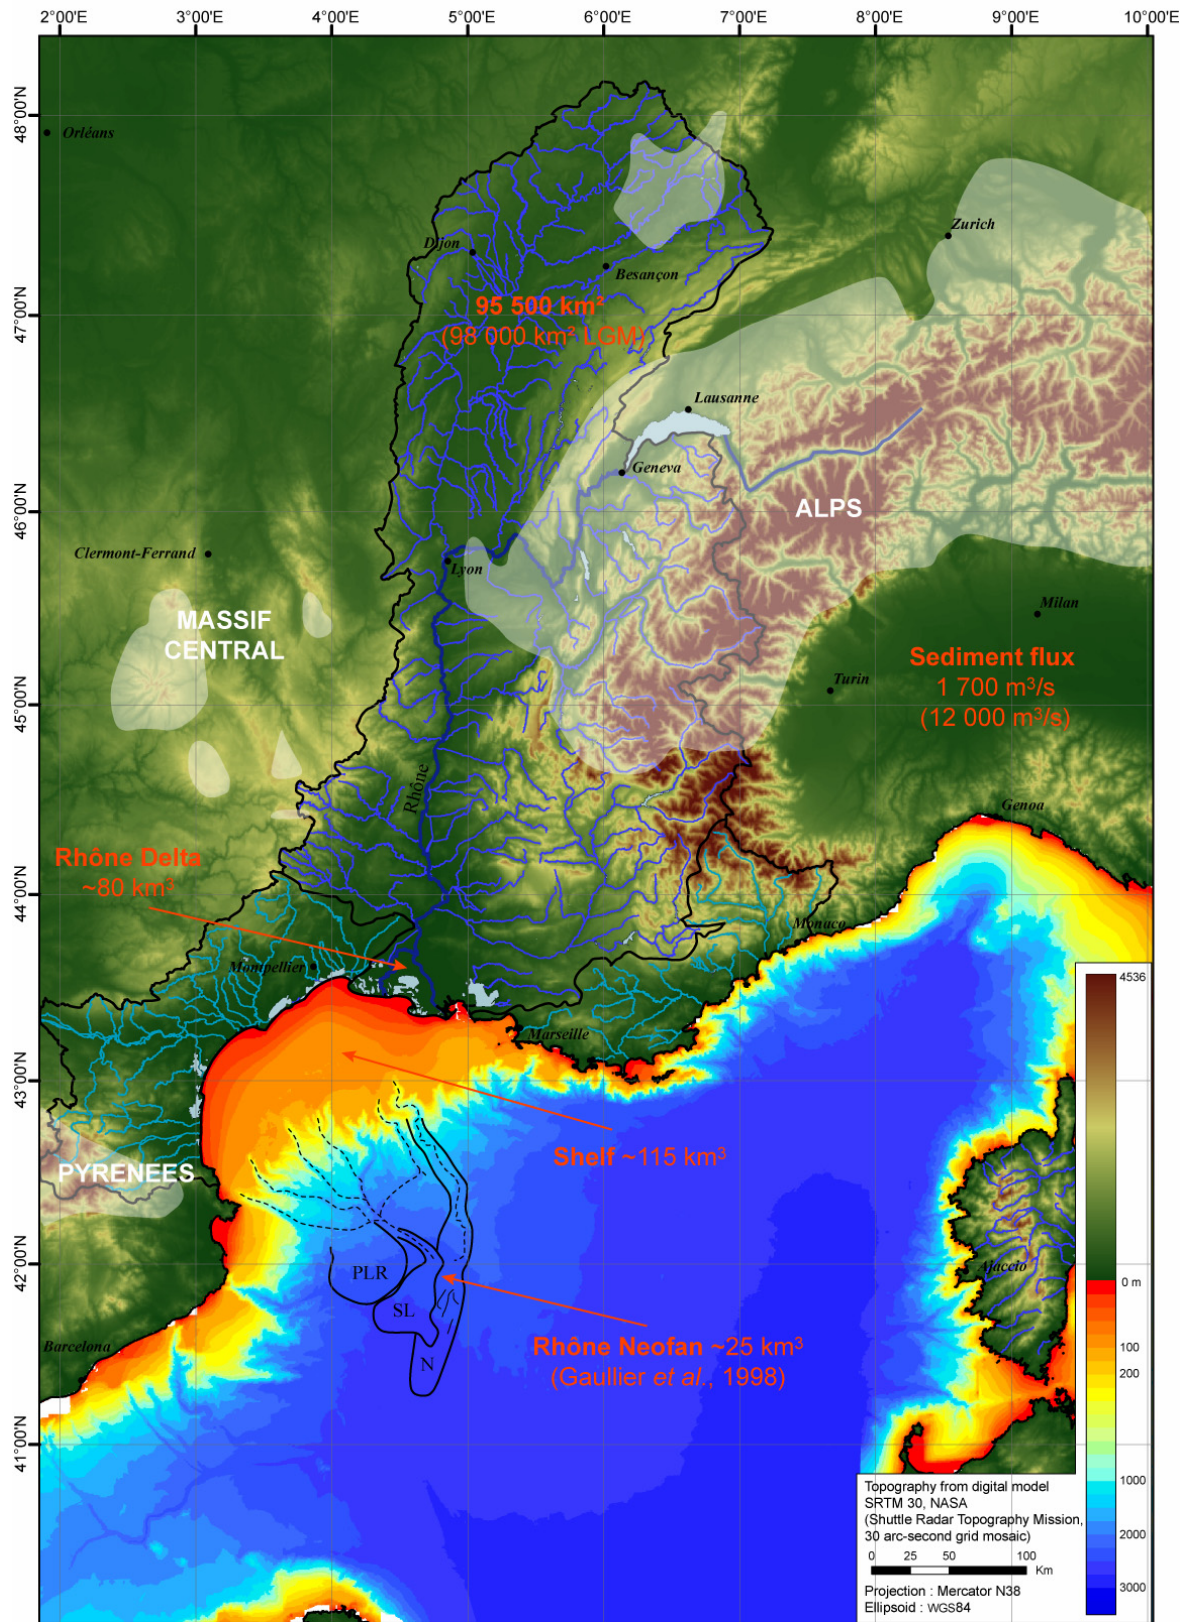 2°00'E 3°00'E 4°00'E 5°00'E 6°00'E 7°00'E 8°00'E 9°00'E 10°00'E
48°00'N
47°00'N
46°00'N
45°00'N
44°00'N
43°00'N
42°00'N
41°00'N
Orléans
Zurich
Dijon
Besançon
95 500 km²
(98 000 km² LGM)
Lausanne
Geneva
ALPS
Clermont-Ferrand
Lyon
MASSIF
CENTRAL
Milan
Sediment flux
1 700 m³/s
(12 000 m³/s)
Turin
Rhône
Genoa
Rhône Delta
~80 km³
Monaco
Montpellier
Marseille
Shelf ~115 km³
PYRENEES
PLR
SL
N
Ajaccio
Barcelona
Rhône Neofan ~25 km³
(Gaullier et al., 1998)
4536
0 m
100
200
1000
2000
3000
Topography from digital model
SRTM 30, NASA
(Shuttle Radar Topography Mission,
30 arc-second grid mosaic)
0 25 50 100
Km
Projection : Mercator N38
Ellipsoid : WGS84